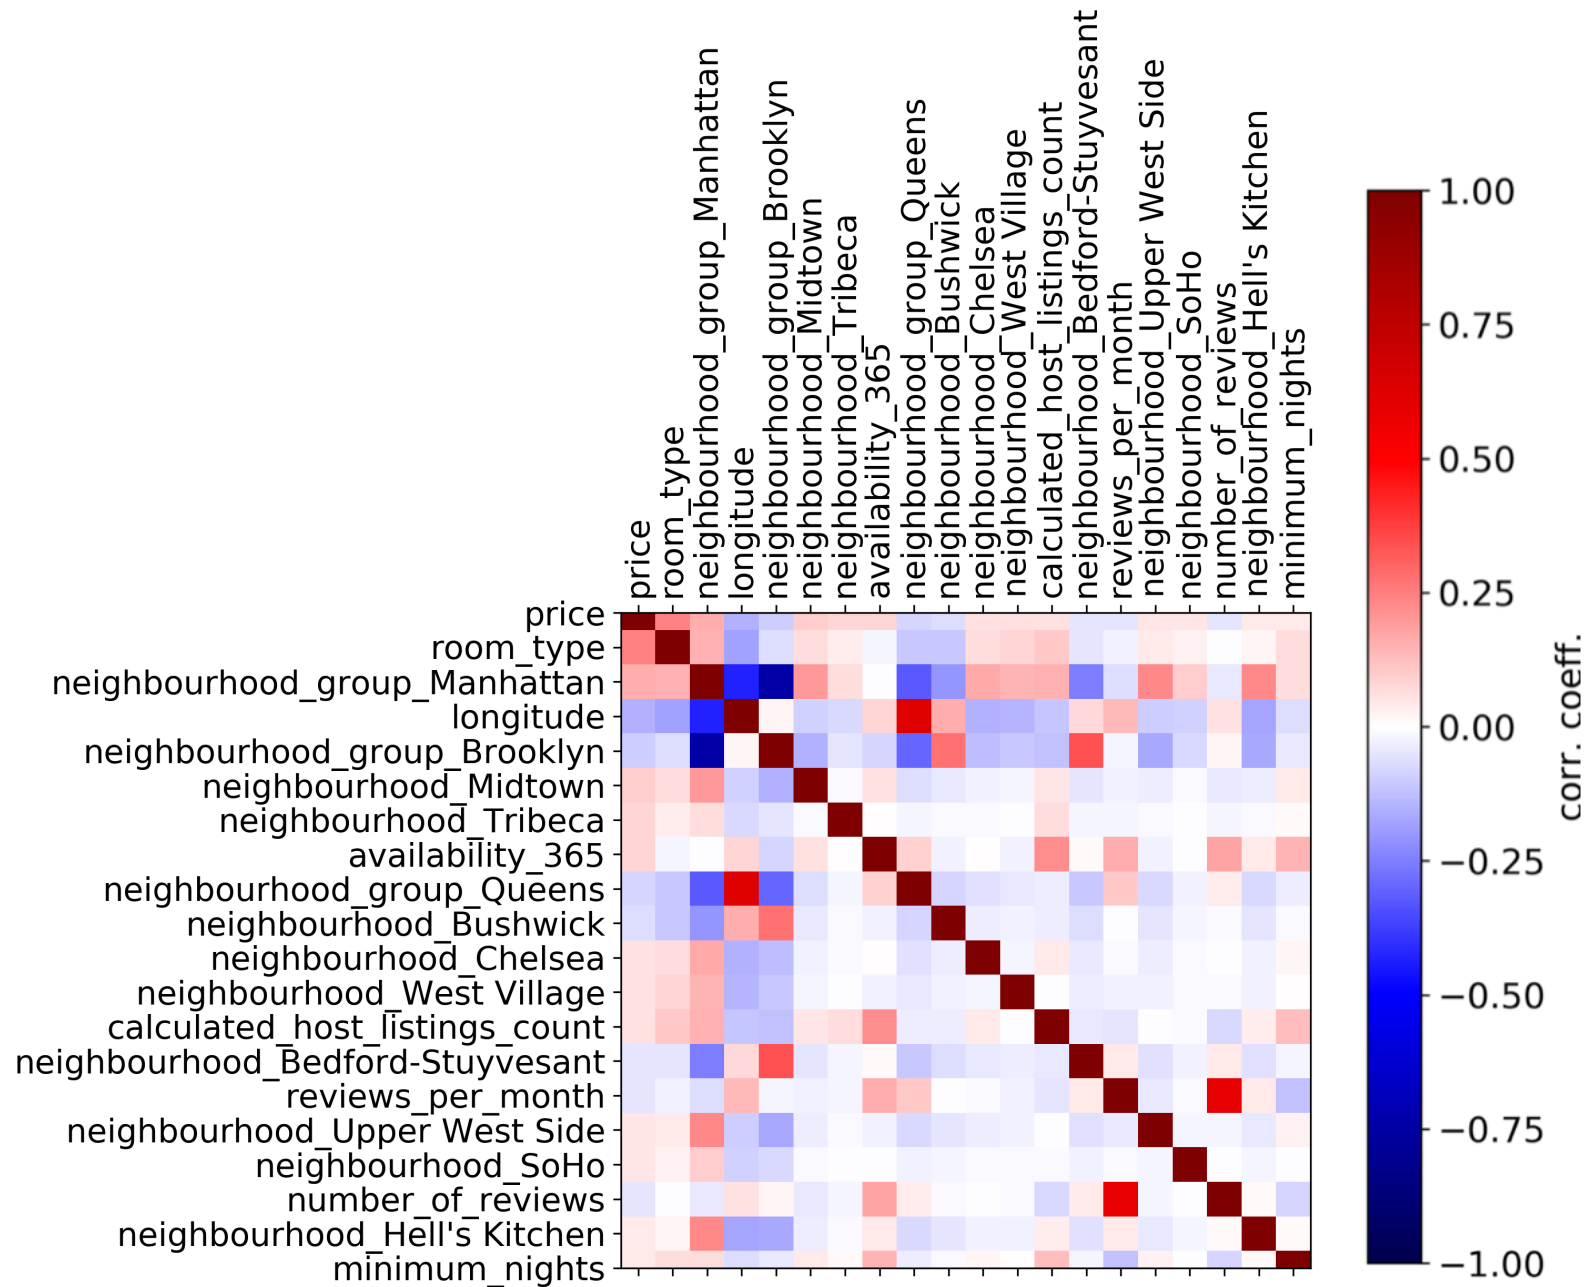 price
room_type
neighbourhood_group_Manhattan
longitude
neighbourhood_group_Brooklyn
neighbourhood_Midtown
neighbourhood_Tribeca
availability_365
neighbourhood_group_Queens
neighbourhood_Bushwick
neighbourhood_Chelsea
neighbourhood_West Village
calculated_host_listings_count
neighbourhood_Bedford-Stuyvesant
reviews_per_month
neighbourhood_Upper West Side
neighbourhood_SoHo
number_of_reviews
neighbourhood_Hell's Kitchen
minimum_nights
price
room_type
neighbourhood_group_Manhattan
longitude
neighbourhood_group_Brooklyn
neighbourhood_Midtown
neighbourhood_Tribeca
availability_365
neighbourhood_group_Queens
neighbourhood_Bushwick
neighbourhood_Chelsea
neighbourhood_West Village
calculated_host_listings_count
neighbourhood_Bedford-Stuyvesant
reviews_per_month
neighbourhood_Upper West Side
neighbourhood_SoHo
number_of_reviews
neighbourhood_Hell's Kitchen
minimum_nights
1.00
0.75
0.50
0.25
0.00
−0.25
−0.50
−0.75
−1.00
corr. coeff.